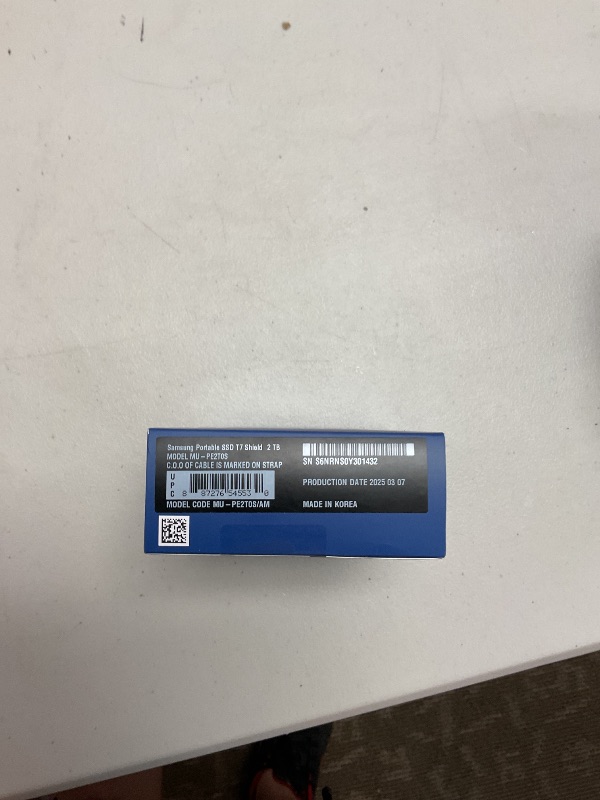 Samsung Portable SSD T7 Shield 2 TB
MODEL MU - PE2T0S
C.O.O OF CABLE IS MARKED ON STRAP
UPC
8 87276 54553 0
MODEL CODE MU - PE2T0S/AM
SN S6NRNS0Y301432
PRODUCTION DATE 2025 03 07
MADE IN KOREA